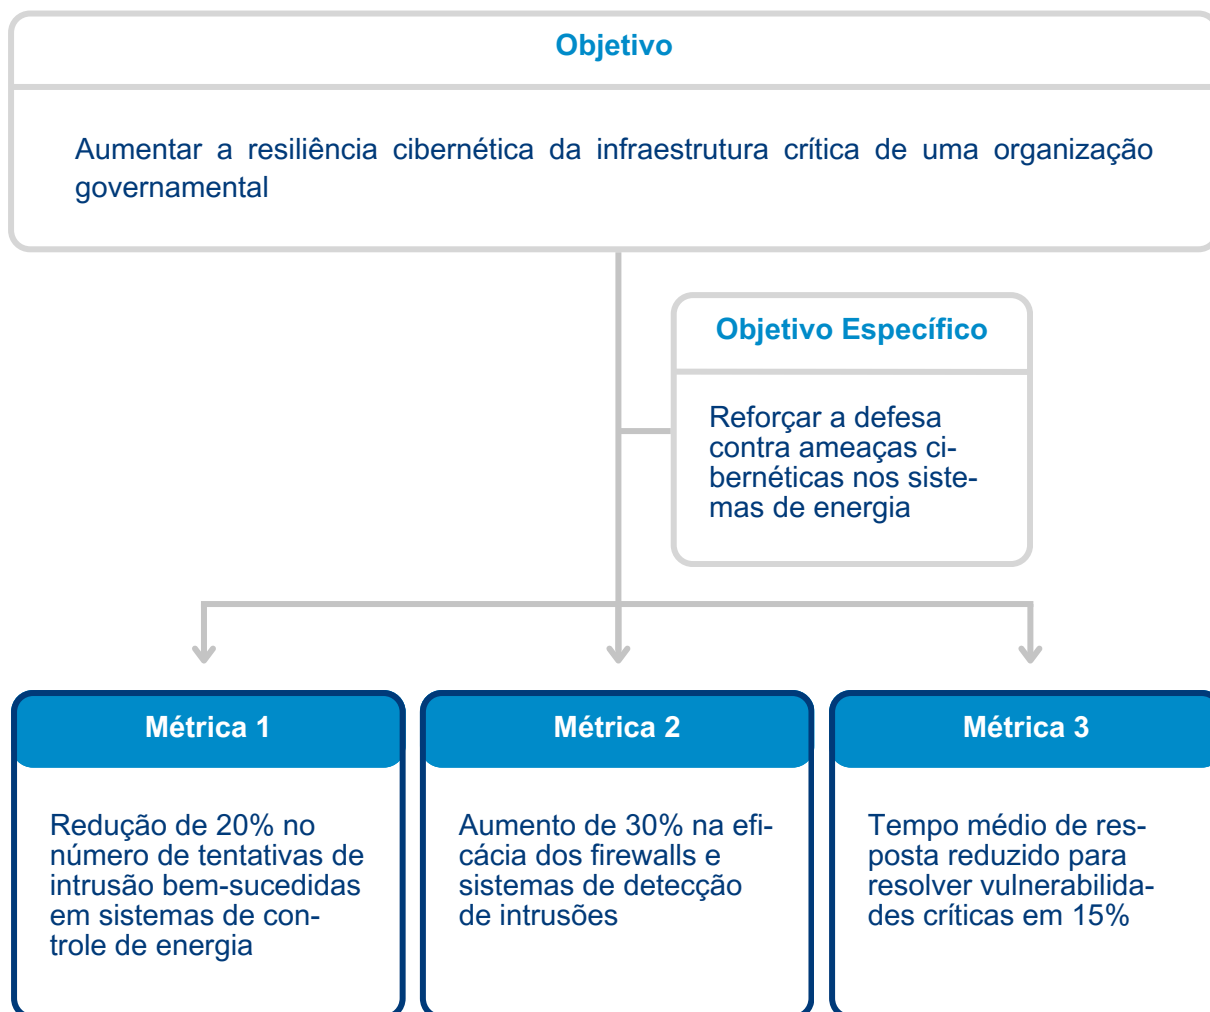 Objetivo
Aumentar a resiliência cibernética da infraestrutura crítica de uma organização
governamental
Objetivo Específico
Reforçar a defesa
contra ameaças ci-
bernéticas nos siste-
mas de energia
Métrica 1
Redução de 20% no
número de tentativas de
intrusão bem-sucedidas
em sistemas de con-
trole de energia
Métrica 2
Aumento de 30% na efi-
cácia dos firewalls e
sistemas de detecção
de intrusões
Métrica 3
Tempo médio de res-
posta reduzido para
resolver vulnerabilida-
des críticas em 15%